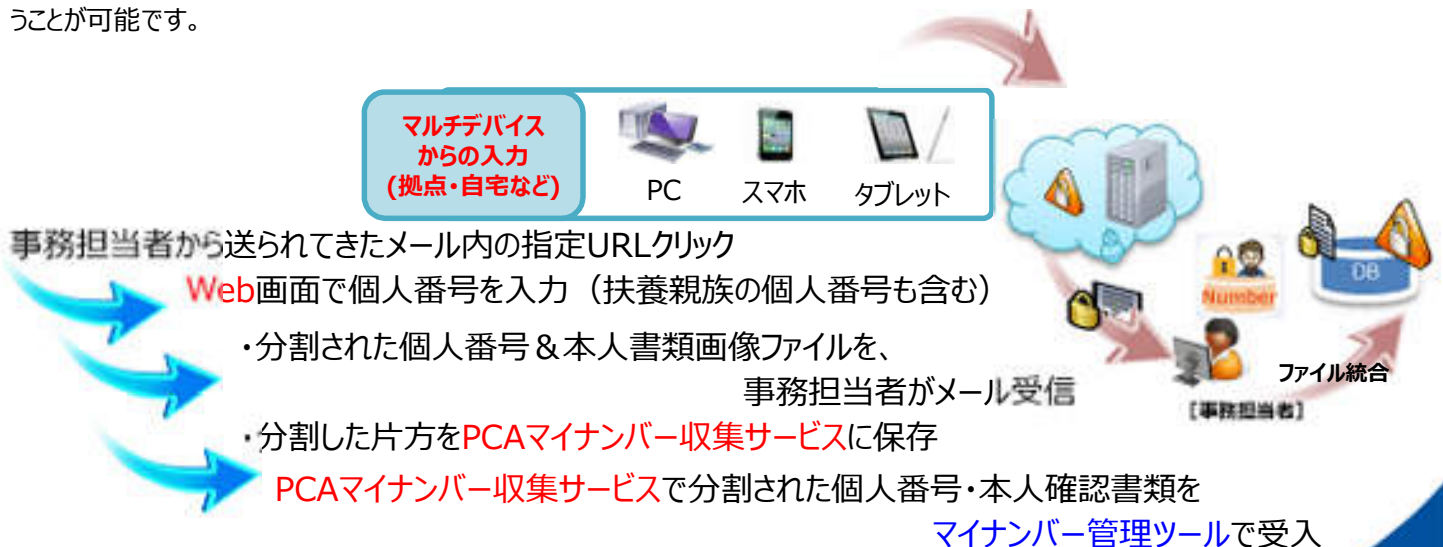 うことが可能です。
マルチデバイス
からの入力
(拠点・自宅など)
PC
スマホ
タブレット
事務担当者から送られてきたメール内の指定URLクリック
Web画面で個人番号を入力（扶養親族の個人番号も含む）
・分割された個人番号＆本人書類画像ファイルを、
事務担当者がメール受信
・分割した片方をPCAマイナンバー収集サービスに保存
PCAマイナンバー収集サービスで分割された個人番号・本人確認書類を
マイナンバー管理ツールで受入
DB
Number
ファイル統合
[事務担当者]